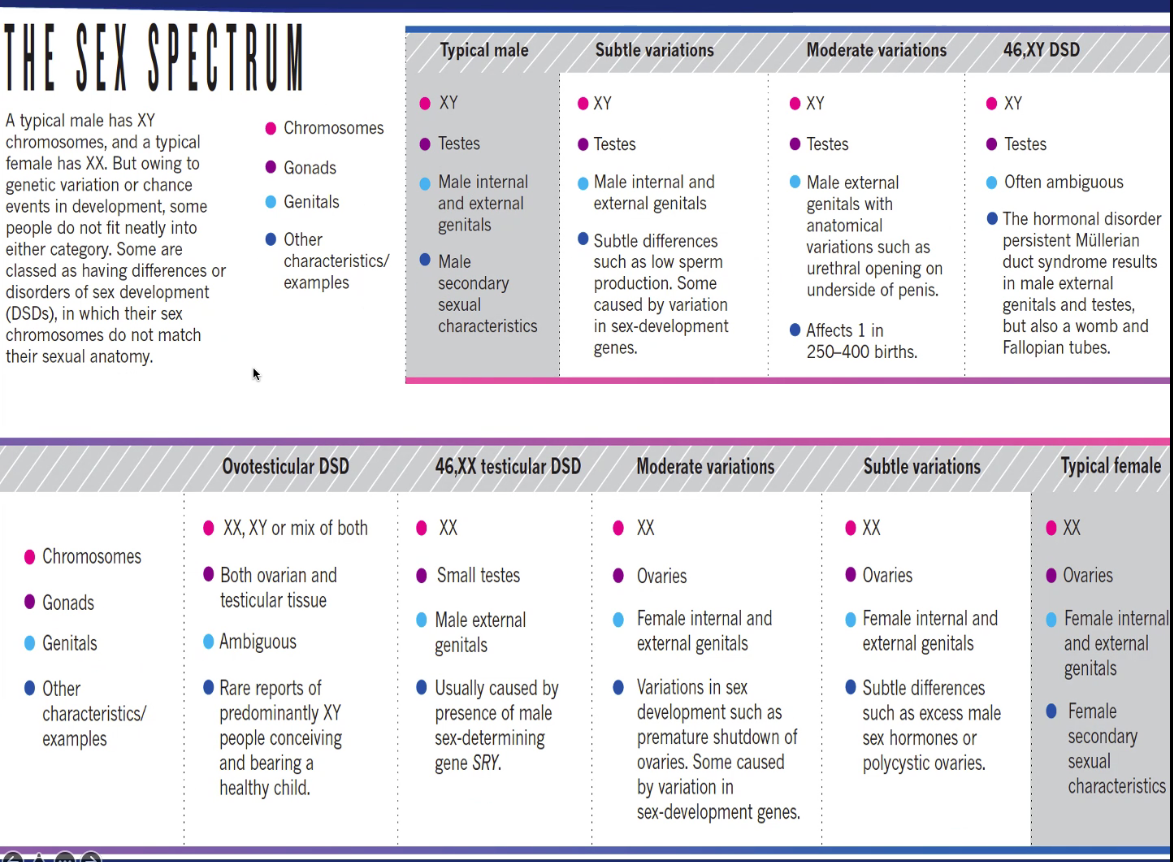 THE SEX SPECTRUM
A typical male has XY
chromosomes, and a typical
female has XX. But owing to
genetic variation or chance
events in development, some
people do not fit neatly into
either category. Some are
classed as having differences or
disorders of sex development
(DSDs), in which their sex
chromosomes do not match
their sexual anatomy.
Chromosomes
Gonads
Genitals
Other
characteristics/
examples
Typical male
XY
Testes
Male internal
and external
genitals
Male
secondary
sexual
characteristics
Subtle variations
XY
Testes
Male internal and
external genitals
Subtle differences
such as low sperm
production. Some
caused by variation
in sex-development
genes.
Moderate variations
XY
Testes
Male external
genitals with
anatomical
variations such as
urethral opening on
underside of penis.
Affects 1 in
250–400 births.
46,XY DSD
XY
Testes
Often ambiguous
The hormonal disorder
persistent Müllerian
duct syndrome results
in male external
genitals and testes,
but also a womb and
Fallopian tubes.
Chromosomes
Gonads
Genitals
Other
characteristics/
examples
Ovotesticular DSD
XX, XY or mix of both
Both ovarian and
testicular tissue
Ambiguous
Rare reports of
predominantly XY
people conceiving
and bearing a
healthy child.
46,XX testicular DSD
XX
Small testes
Male external
genitals
Usually caused by
presence of male
sex-determining
gene SRY.
Moderate variations
XX
Ovaries
Female internal and
external genitals
Variations in sex
development such as
premature shutdown of
ovaries. Some caused
by variation in
sex-development genes.
Subtle variations
XX
Ovaries
Female internal and
external genitals
Subtle differences
such as excess male
sex hormones or
polycystic ovaries.
Typical female
XX
Ovaries
Female internal
and external
genitals
Female
secondary
sexual
characteristics